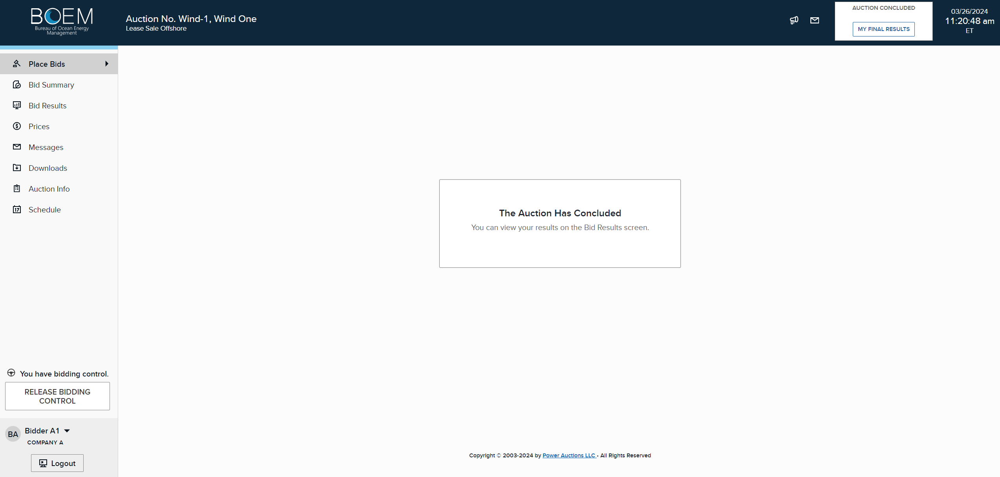 BOEM
Bureau of Ocean Energy
Management
Auction No. Wind-1, Wind One
Lease Sale Offshore
AUCTION CONCLUDED
MY FINAL RESULTS
03/26/2024
11:20:48 am
ET
Place Bids
Bid Summary
Bid Results
Prices
Messages
Downloads
Auction Info
17 Schedule
The Auction Has Concluded
You can view your results on the Bid Results screen.
You have bidding control.
RELEASE BIDDING
CONTROL
BA Bidder A1
COMPANY A
Logout
Copyright © 2003-2024 by Power Auctions LLC • All Rights Reserved